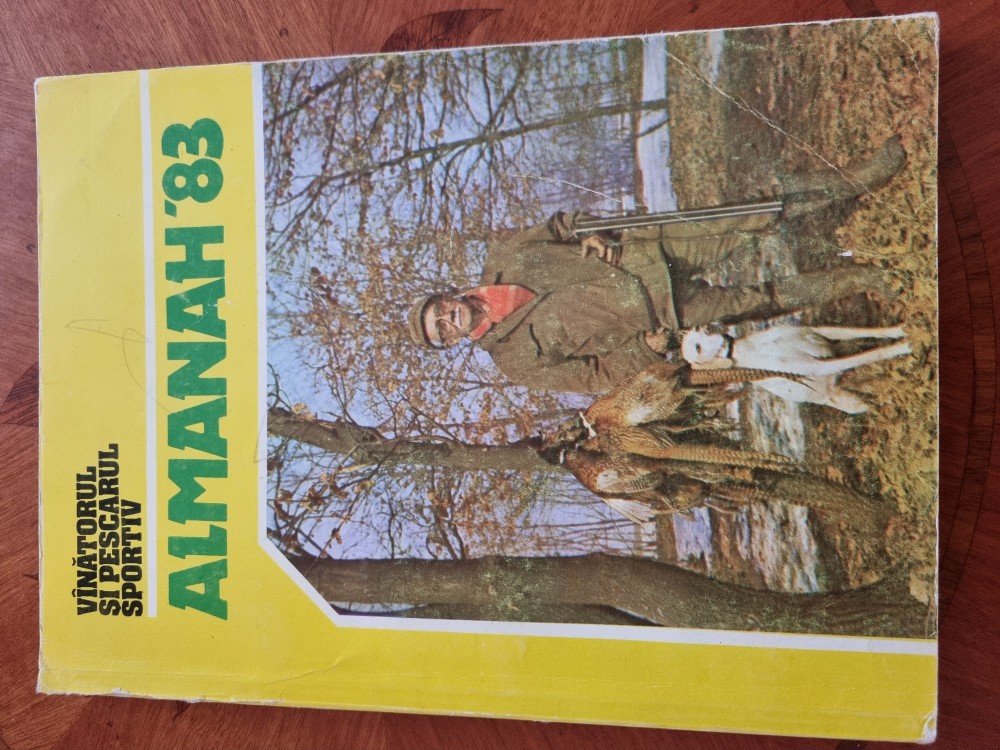 VÎNĂTORUL
ȘI PESCARUL
SPORTIV
ALMANAH '83